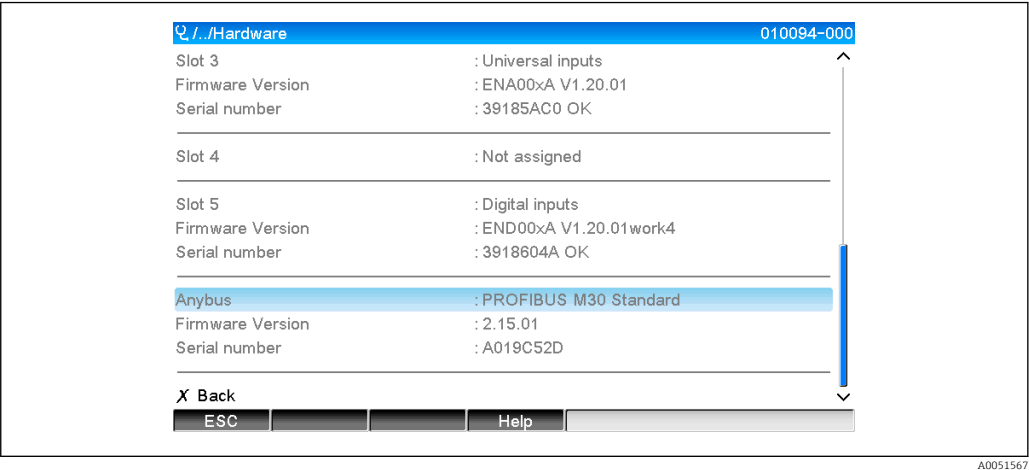 /../Hardware 010094-000
Slot 3 : Universal inputs
Firmware Version : ENA00xA V1.20.01
Serial number : 39185AC0 OK
Slot 4 : Not assigned
Slot 5 : Digital inputs
Firmware Version : END00xA V1.20.01work4
Serial number : 3918604A OK
Anybus : PROFIBUS M30 Standard
Firmware Version : 2.15.01
Serial number : A019C52D
X Back
ESC Help
A0051567